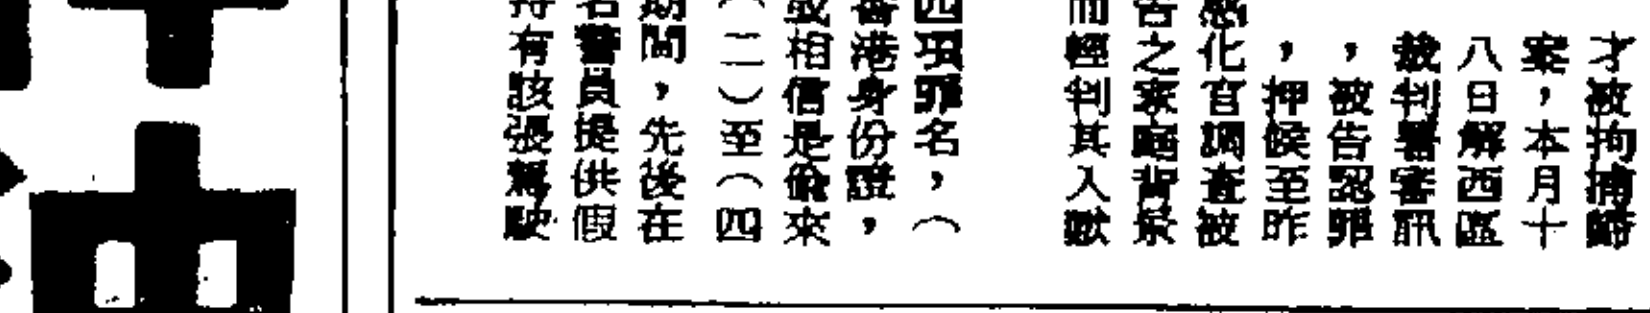 才被拘捕歸
案，本月十
八日解西區
裁判署審訊
，被告認罪
，押候至昨
感化官調查被
告之家庭背景
而輕判其入獄
四項罪名，（
香港身份證，
或相信是偷來
（二）至（四
期間，先後在
名警員提供假
持有該張駕駛